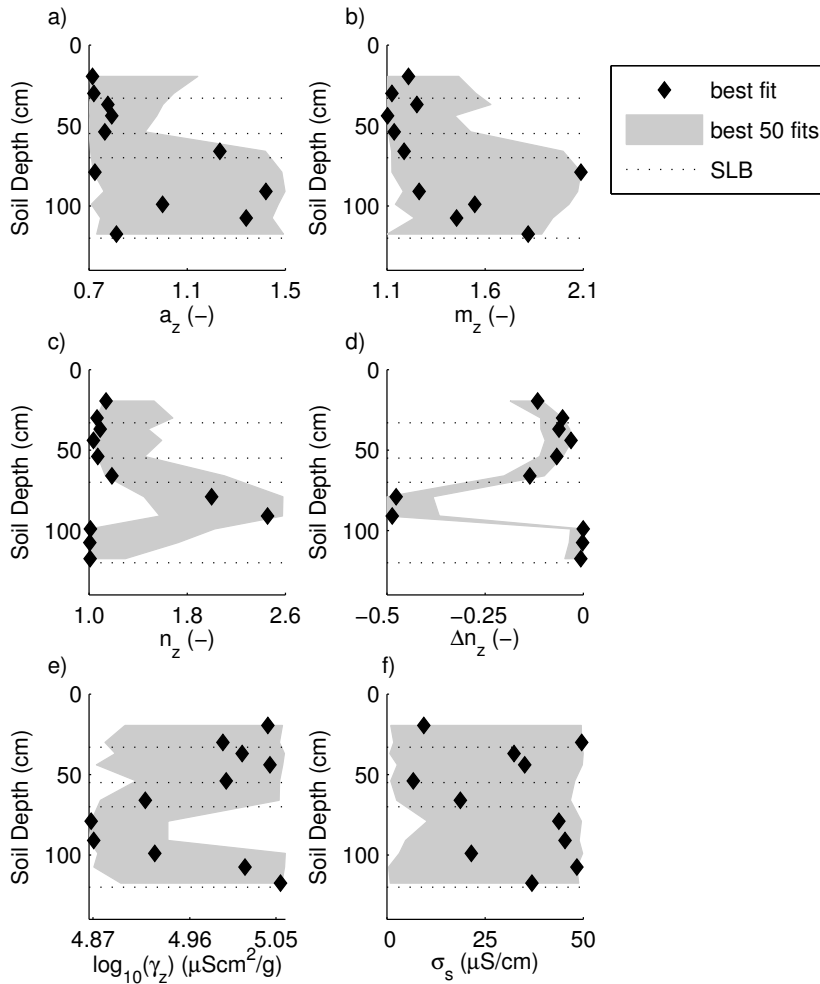 a)
0
50
100
Soil Depth (cm)
0.7 1.1 1.5
a_z (−)
b)
0
50
100
Soil Depth (cm)
1.1 1.6 2.1
m_z (−)
best fit
best 50 fits
SLB
c)
0
50
100
Soil Depth (cm)
1.0 1.8 2.6
n_z (−)
d)
0
50
100
Soil Depth (cm)
−0.5 −0.25 0
Δn_z (−)
e)
0
50
100
Soil Depth (cm)
4.87 4.96 5.05
log_10(γ_z) (μScm^2/g)
f)
0
50
100
Soil Depth (cm)
0 25 50
σ_s (μS/cm)